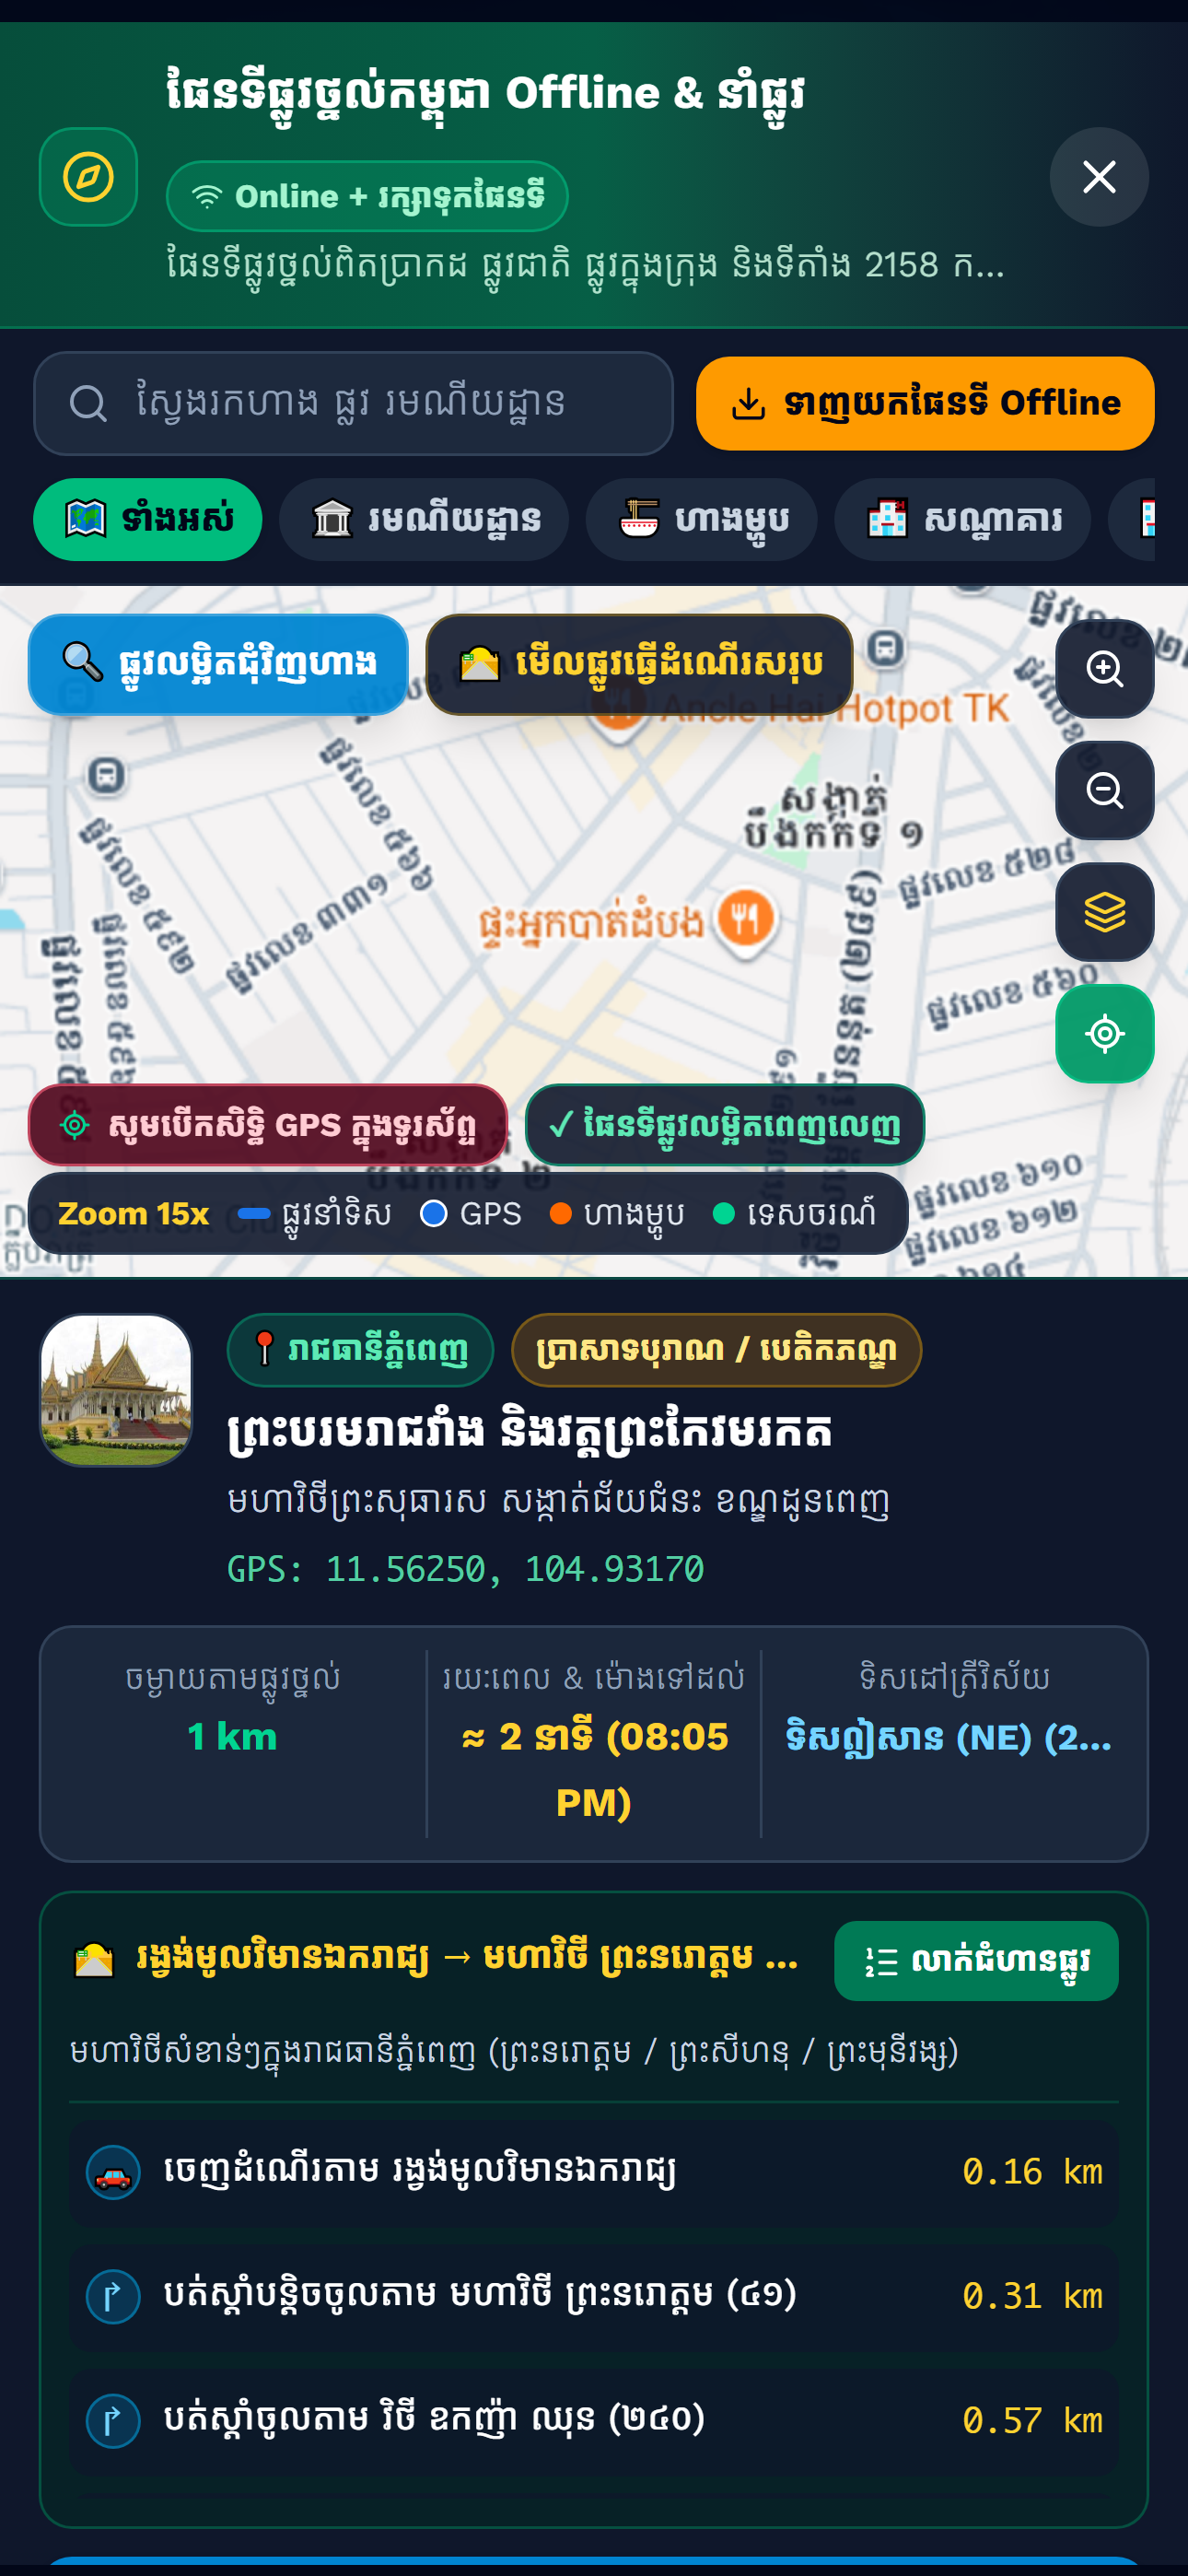 ផែនទីផ្លូវថ្នល់កម្ពុជា Offline & នាំផ្លូវ
Online + រក្សាទុកផែនទី
ផែនទីផ្លូវថ្នល់ពិតប្រាកដ ផ្លូវជាតិ ផ្លូវក្នុងក្រុង និងទីតាំង 2158 ក...
ស្វែងរកហាង ផ្លូវ រមណីយដ្ឋាន
ទាញយកផែនទី Offline
ទាំងអស់
រមណីយដ្ឋាន
ហាងម្ហូប
សណ្ឋាគារ
ផ្លូវលម្អិតជុំវិញហាង
មើលផ្លូវធ្វើដំណើរសរុប
Ancle Hai Hotpot TK
ផ្លូវលេខ ៥៦៦
សង្កាត់
បឹងកក់ទី ១
ផ្លូវលេខ ៥២៨
ផ្លូវលេខ ៥៩២
ផ្លូវលេខ ៣៣១
ផ្ទះអ្នកបាត់ដំបង
ផ្លូវលេខ ៥៦០
សូមបើកសិទ្ធិ GPS ក្នុងទូរស័ព្ទ
✓ ផែនទីផ្លូវលម្អិតពេញលេញ
បឹងកក់ទី ២
Zoom 15x
ផ្លូវនាំទិស
GPS
ហាងម្ហូប
ទេសចរណ៍
ផ្លូវលេខ ៦១០
ផ្លូវលេខ ៦១២
រាជធានីភ្នំពេញ
ប្រាសាទបុរាណ / បេតិកភណ្ឌ
ព្រះបរមរាជវាំង និងវត្តព្រះកែវមរកត
មហាវិថីព្រះសុធារស សង្កាត់ជ័យជំនះ ខណ្ឌដូនពេញ
GPS: 11.56250, 104.93170
ចម្ងាយតាមផ្លូវថ្នល់
1 km
រយៈពេល & ម៉ោងទៅដល់
≈ 2 នាទី (08:05
PM)
ទិសដៅត្រីវិស័យ
ទិសឦសាន (NE) (2...
រង្វង់មូលវិមានឯករាជ្យ → មហាវិថី ព្រះនរោត្តម ...
លាក់ជំហានផ្លូវ
មហាវិថីសំខាន់ៗក្នុងរាជធានីភ្នំពេញ (ព្រះនរោត្តម / ព្រះសីហនុ / ព្រះមុនីវង្ស)
ចេញដំណើរតាម រង្វង់មូលវិមានឯករាជ្យ
0.16 km
បត់ស្តាំបន្តិចចូលតាម មហាវិថី ព្រះនរោត្តម (៤១)
0.31 km
បត់ស្តាំចូលតាម វិថី ឧកញ៉ា ឈុន (២៤០)
0.57 km